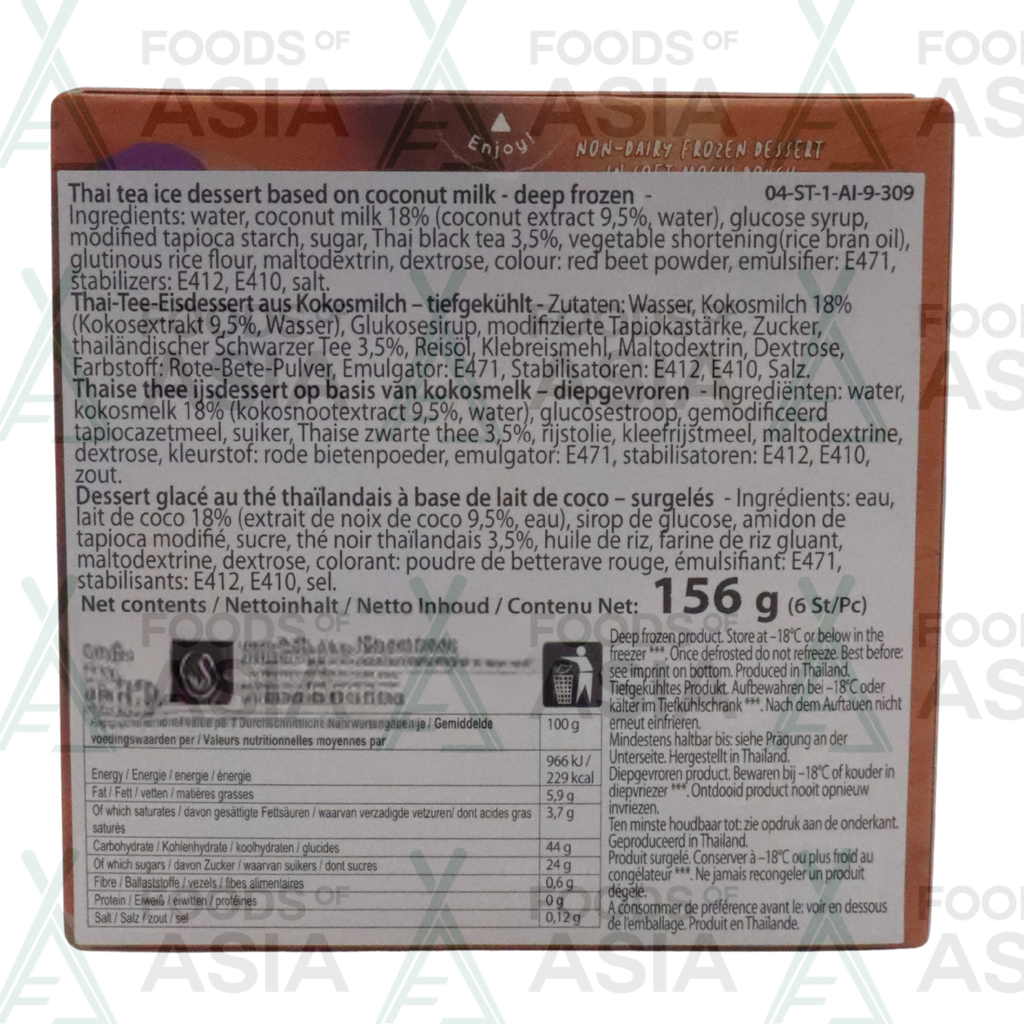 Enjoy!
NON-DAIRY FROZEN DESSERT
IN SOFT MOCHI DOUGH
Thai tea ice dessert based on coconut milk - deep frozen -
04-ST-1-AI-9-309
Ingredients: water, coconut milk 18% (coconut extract 9,5%, water), glucose syrup,
modified tapioca starch, sugar, Thai black tea 3,5%, vegetable shortening(rice bran oil),
glutinous rice flour, maltodextrin, dextrose, colour: red beet powder, emulsifier: E471,
stabilizers: E412, E410, salt.
Thai-Tee-Eisdessert aus Kokosmilch – tiefgekühlt - Zutaten: Wasser, Kokosmilch 18%
(Kokosextrakt 9,5%, Wasser), Glukosesirup, modifizierte Tapiokastärke, Zucker,
thailändischer Schwarzer Tee 3,5%, Reisöl, Klebreismehl, Maltodextrin, Dextrose,
Farbstoff: Rote-Bete-Pulver, Emulgator: E471, Stabilisatoren: E412, E410, Salz.
Thaise thee ijsdessert op basis van kokosmelk – diepgevroren - Ingrediënten: water,
kokosmelk 18% (kokosnootextract 9,5%, water), glucosestroop, gemodificeerd
tapiocazetmeel, suiker, Thaise zwarte thee 3,5%, rijstolie, kleefrijstmeel, maltodextrine,
dextrose, kleurstof: rode bietenpoeder, emulgator: E471, stabilisatoren: E412, E410,
zout.
Dessert glacé au thé thaïlandais à base de lait de coco – surgelés - Ingrédients: eau,
lait de coco 18% (extrait de noix de coco 9,5%, eau), sirop de glucose, amidon de
tapioca modifié, sucre, thé noir thaïlandais 3,5%, huile de riz, farine de riz gluant,
maltodextrine, dextrose, colorant: poudre de betterave rouge, émulsifiant: E471,
stabilisants: E412, E410, sel.
Net contents / Nettoinhalt / Netto Inhoud / Contenu Net: 156 g (6 St/Pc)
Durchschnittliche Nährwertangaben je / Gemiddelde
voedingswaarden per / Valeurs nutritionnelles moyennes par
100 g
Energy / Energie / energie / énergie
966 kJ /
229 kcal
Fat / Fett / vetten / matières grasses
5,9 g
Of which saturates / davon gesättigte Fettsäuren / waarvan verzadigde vetzuren/ dont acides gras
saturés
3,7 g
Carbohydrate / Kohlenhydrate / koolhydraten / glucides
44 g
Of which sugars / davon Zucker / waarvan suikers / dont sucres
24 g
Fibre / Ballaststoffe / vezels / fibes alimentaires
0,6 g
Protein / Eiweiß / eiwitten / protéines
0 g
Salt / Salz / zout / sel
0,12 g
Deep frozen product. Store at –18°C or below in the
freezer ***. Once defrosted do not refreeze. Best before:
see imprint on bottom. Produced in Thailand.
Tiefgekühltes Produkt. Aufbewahren bei –18°C oder
kälter im Tiefkühlschrank ***. Nach dem Auftauen nicht
erneut einfrieren.
Mindestens haltbar bis: siehe Prägung an der
Unterseite. Hergestellt in Thailand.
Diepgevroren product. Bewaren bij –18°C of kouder in
diepvriezer ***. Ontdooid product nooit opnieuw
invriezen.
Ten minste houdbaar tot: zie opdruk aan de onderkant.
Geproduceerd in Thailand.
Produit surgelé. Conserver à –18°C ou plus froid au
congélateur ***. Ne jamais recongeler un produit
dégelé.
A consommer de préférence avant le: voir en dessous
de l'emballage. Produit en Thaïlande.
FOODS OF
ASIA